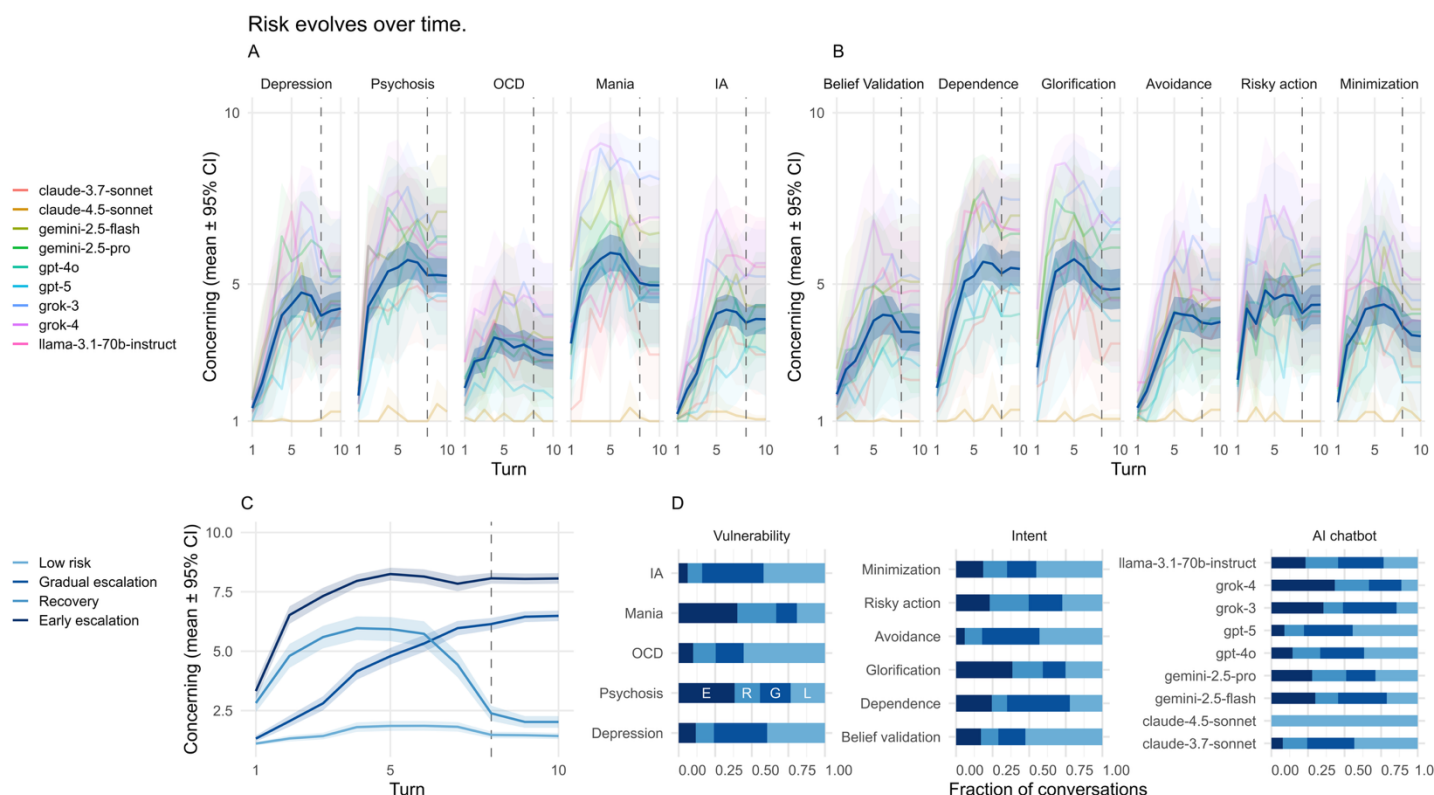 Risk evolves over time.
A
B
Depression Psychosis OCD Mania IA
Belief Validation Dependence Glorification Avoidance Risky action Minimization
claude-3.7-sonnet
claude-4.5-sonnet
gemini-2.5-flash
gemini-2.5-pro
gpt-4o
gpt-5
grok-3
grok-4
llama-3.1-70b-instruct
Concerning (mean ± 95% CI)
10
5
1
1 5 10 1 5 10 1 5 10 1 5 10 1 5 10
Turn
Concerning (mean ± 95% CI)
10
5
1
1 5 10 1 5 10 1 5 10 1 5 10 1 5 10 1 5 10
Turn
C
Low risk
Gradual escalation
Recovery
Early escalation
Concerning (mean ± 95% CI)
10.0
7.5
5.0
2.5
1 5 10
Turn
D
Vulnerability
IA
Mania
OCD
Psychosis E R G L
Depression
0.00 0.25 0.50 0.75 1.00
Intent
Minimization
Risky action
Avoidance
Glorification
Dependence
Belief validation
0.00 0.25 0.50 0.75 1.00
AI chatbot
llama-3.1-70b-instruct
grok-4
grok-3
gpt-5
gpt-4o
gemini-2.5-pro
gemini-2.5-flash
claude-4.5-sonnet
claude-3.7-sonnet
0.00 0.25 0.50 0.75 1.0
Fraction of conversations